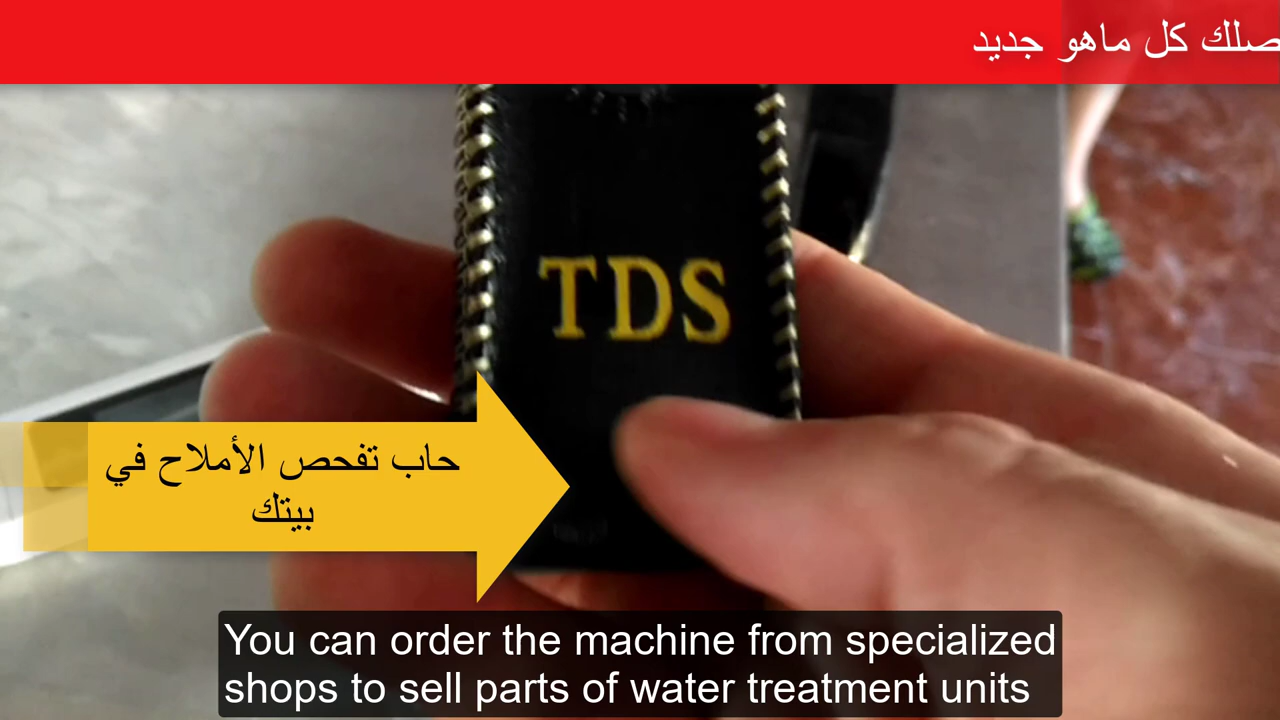 صلك كل ماهو جديد
TDS
حاب تفحص الأملاح في
بيتك
You can order the machine from specialized
shops to sell parts of water treatment units